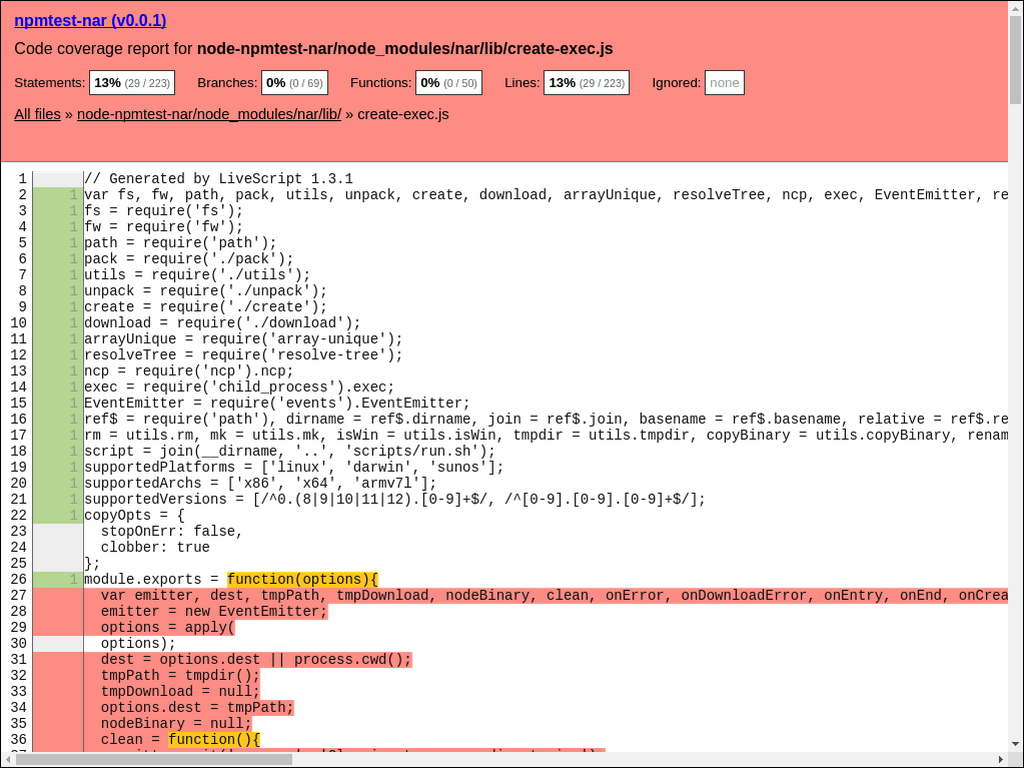 npmtest-nar (v0.0.1)
Code coverage report for node-npmtest-nar/node_modules/nar/lib/create-exec.js
Statements: 13% (29 / 223) Branches: 0% (0 / 69) Functions: 0% (0 / 50) Lines: 13% (29 / 223) Ignored: none
All files » node-npmtest-nar/node_modules/nar/lib/ » create-exec.js
1 // Generated by LiveScript 1.3.1
2 1 var fs, fw, path, pack, utils, unpack, create, download, arrayUnique, resolveTree, ncp, exec, EventEmitter, re
3 1 fs = require('fs');
4 1 fw = require('fw');
5 1 path = require('path');
6 1 pack = require('./pack');
7 1 utils = require('./utils');
8 1 unpack = require('./unpack');
9 1 create = require('./create');
10 1 download = require('./download');
11 1 arrayUnique = require('array-unique');
12 1 resolveTree = require('resolve-tree');
13 1 ncp = require('ncp').ncp;
14 1 exec = require('child_process').exec;
15 1 EventEmitter = require('events').EventEmitter;
16 1 ref$ = require('path'), dirname = ref$.dirname, join = ref$.join, basename = ref$.basename, relative = ref$.re
17 1 rm = utils.rm, mk = utils.mk, isWin = utils.isWin, tmpdir = utils.tmpdir, copyBinary = utils.copyBinary, renam
18 1 script = join(__dirname, '..', 'scripts/run.sh');
19 1 supportedPlatforms = ['linux', 'darwin', 'sunos'];
20 1 supportedArchs = ['x86', 'x64', 'armv7l'];
21 1 supportedVersions = [/^0.(8|9|10|11|12).[0-9]+$/, /^[0-9].[0-9].[0-9]+$/];
22 1 copyOpts = {
23 stopOnErr: false,
24 clobber: true
25 };
26 1 module.exports = function(options){
27 var emitter, dest, tmpPath, tmpDownload, nodeBinary, clean, onError, onDownloadError, onEntry, onEnd, onCrea
28 emitter = new EventEmitter;
29 options = apply(
30 options);
31 dest = options.dest || process.cwd();
32 tmpPath = tmpdir();
33 tmpDownload = null;
34 options.dest = tmpPath;
35 nodeBinary = null;
36 clean = function(){